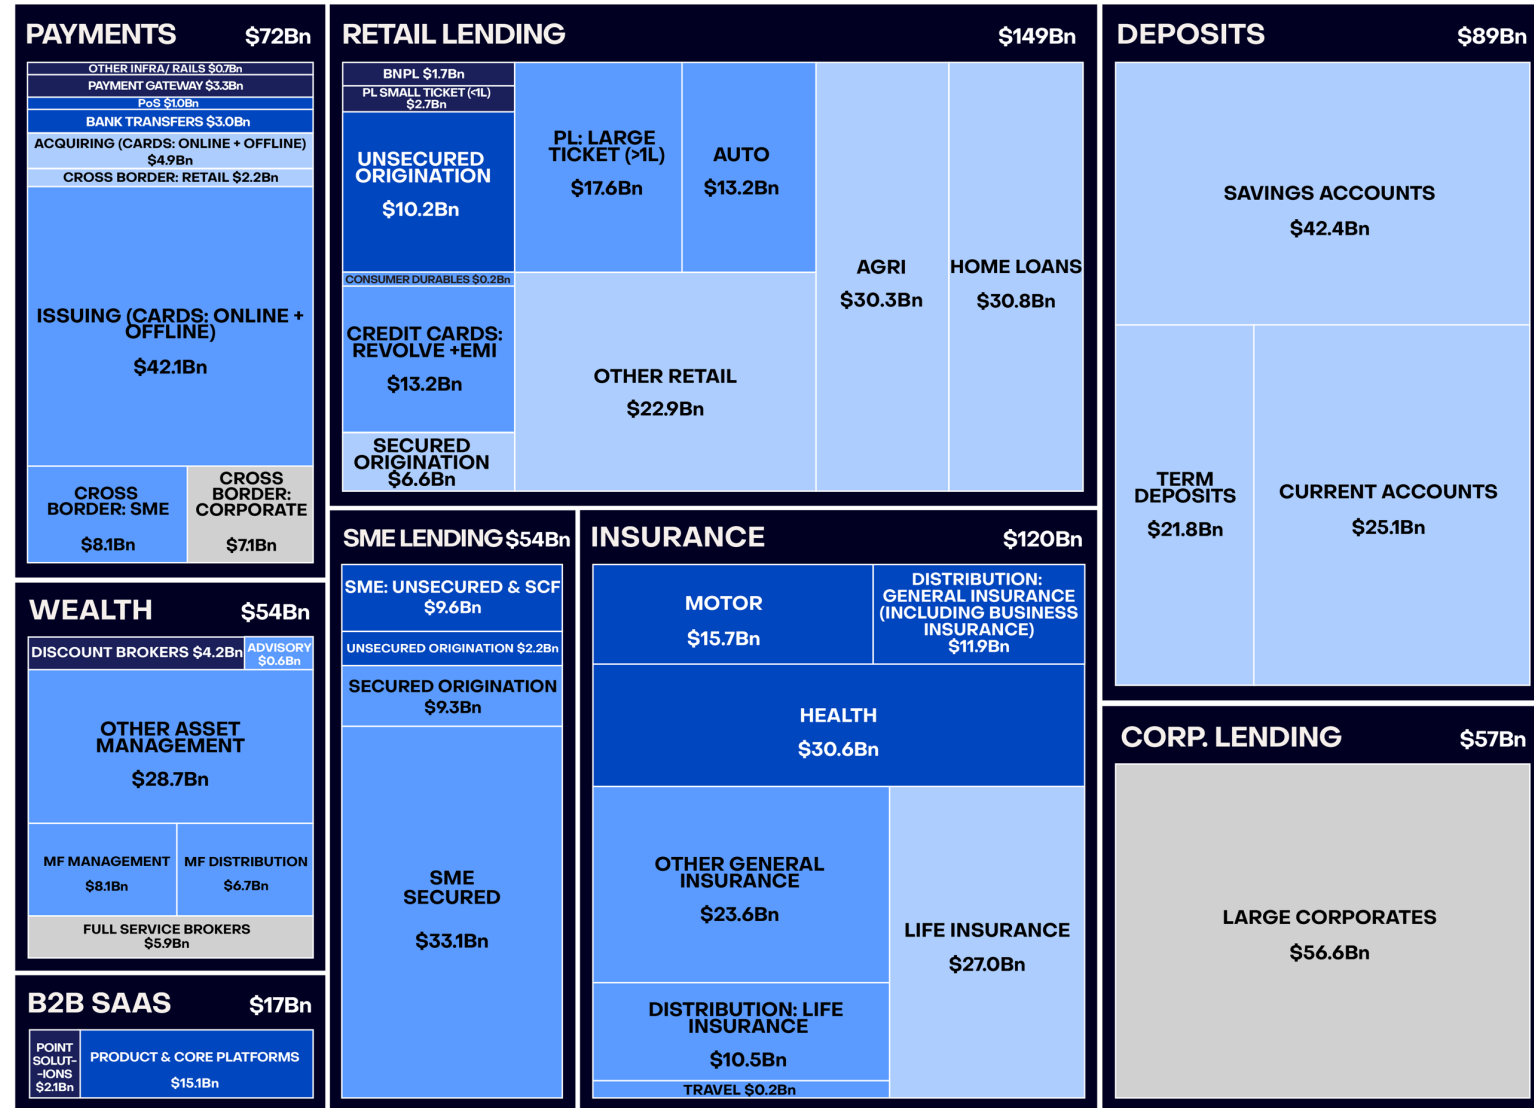 PAYMENTS $72Bn
OTHER INFRA/ RAILS $0.7Bn
PAYMENT GATEWAY $3.3Bn
PoS $1.0Bn
BANK TRANSFERS $3.0Bn
ACQUIRING (CARDS: ONLINE + OFFLINE)
$4.9Bn
CROSS BORDER: RETAIL $2.2Bn
ISSUING (CARDS: ONLINE +
OFFLINE)
$42.1Bn
CROSS
BORDER: SME
$8.1Bn
CROSS
BORDER:
CORPORATE
$7.1Bn
WEALTH $54Bn
DISCOUNT BROKERS $4.2Bn
ADVISORY
$0.6Bn
OTHER ASSET
MANAGEMENT
$28.7Bn
MF MANAGEMENT
$8.1Bn
MF DISTRIBUTION
$6.7Bn
FULL SERVICE BROKERS
$5.9Bn
B2B SAAS $17Bn
POINT
SOLUT-
-IONS
$2.1Bn
PRODUCT & CORE PLATFORMS
$15.1Bn
RETAIL LENDING $149Bn
BNPL $1.7Bn
PL SMALL TICKET (<1L)
$2.7Bn
UNSECURED
ORIGINATION
$10.2Bn
CONSUMER DURABLES $0.2Bn
CREDIT CARDS:
REVOLVE +EMI
$13.2Bn
SECURED
ORIGINATION
$6.6Bn
PL: LARGE
TICKET (>1L)
$17.6Bn
AUTO
$13.2Bn
OTHER RETAIL
$22.9Bn
AGRI
$30.3Bn
HOME LOANS
$30.8Bn
SME LENDING $54Bn
SME: UNSECURED & SCF
$9.6Bn
UNSECURED ORIGINATION $2.2Bn
SECURED ORIGINATION
$9.3Bn
SME
SECURED
$33.1Bn
INSURANCE $120Bn
MOTOR
$15.7Bn
DISTRIBUTION:
GENERAL INSURANCE
(INCLUDING BUSINESS
INSURANCE)
$11.9Bn
HEALTH
$30.6Bn
OTHER GENERAL
INSURANCE
$23.6Bn
DISTRIBUTION: LIFE
INSURANCE
$10.5Bn
TRAVEL $0.2Bn
LIFE INSURANCE
$27.0Bn
DEPOSITS $89Bn
SAVINGS ACCOUNTS
$42.4Bn
TERM
DEPOSITS
$21.8Bn
CURRENT ACCOUNTS
$25.1Bn
CORP. LENDING $57Bn
LARGE CORPORATES
$56.6Bn